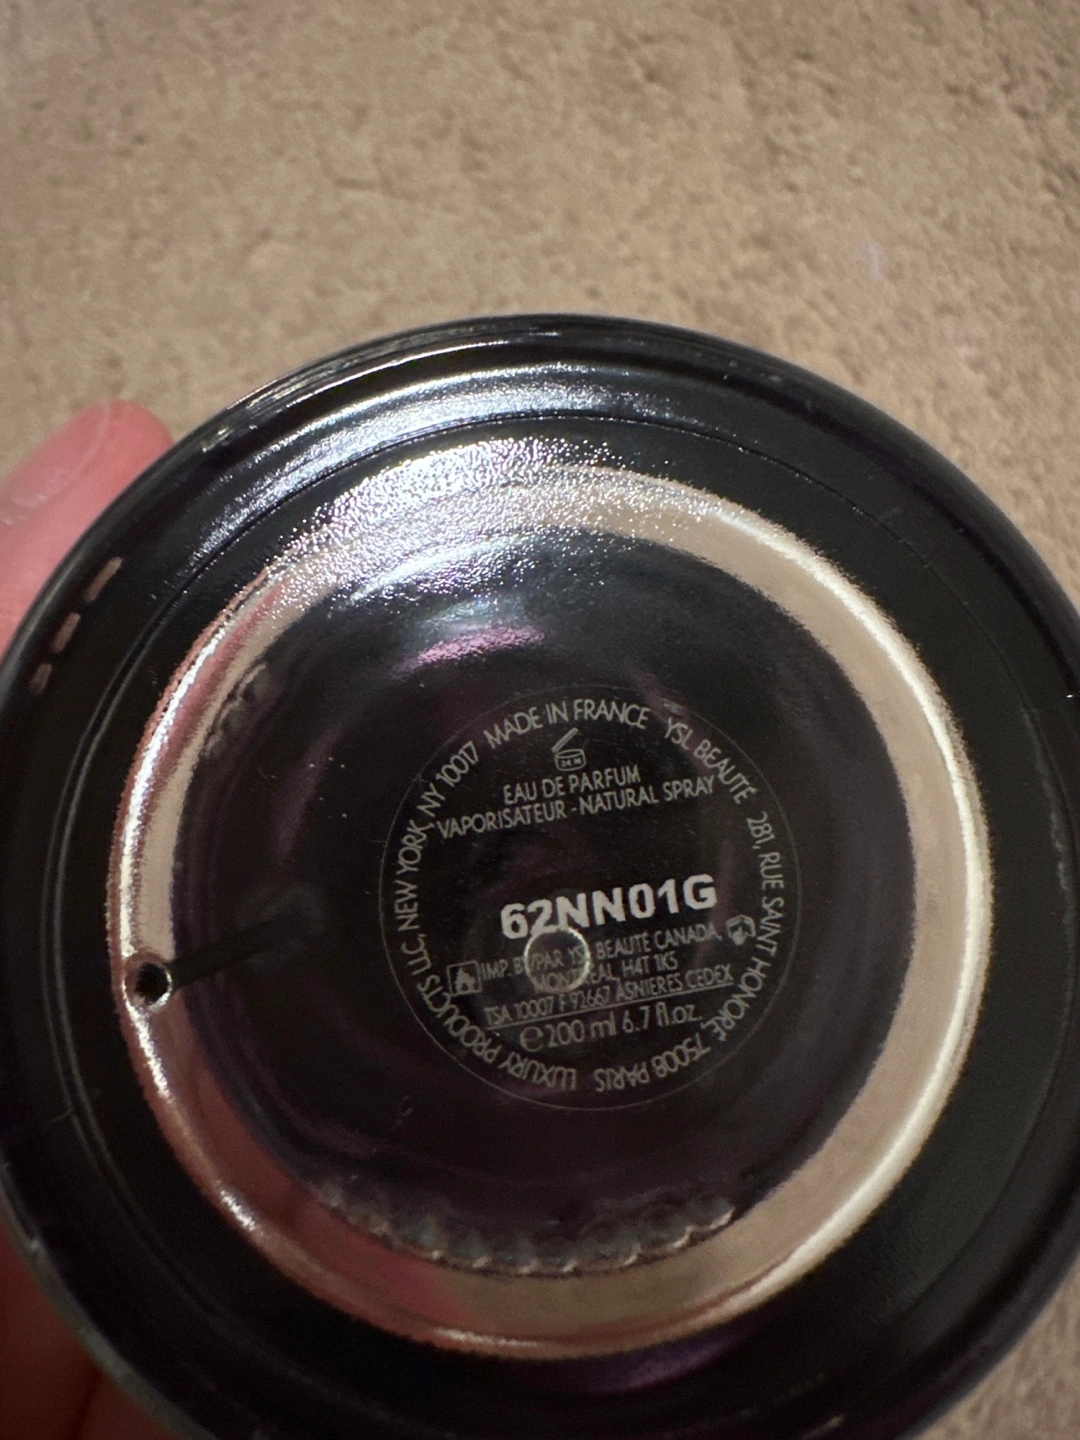 MADE IN FRANCE YSL BEAUTÉ 281, RUE SAINT HONORÉ, 75008 PARIS LUXURY PRODUCTS LLC, NEW YORK, NY 10017
24 M
EAU DE PARFUM
VAPORISATEUR - NATURAL SPRAY
62NN01G
IMP. BY/PAR YSL BEAUTÉ CANADA,
MONTREAL, H4T 1K5
TSA 10007 F 92667 ASNIERES CEDEX
e 200 ml 6.7 fl.oz.